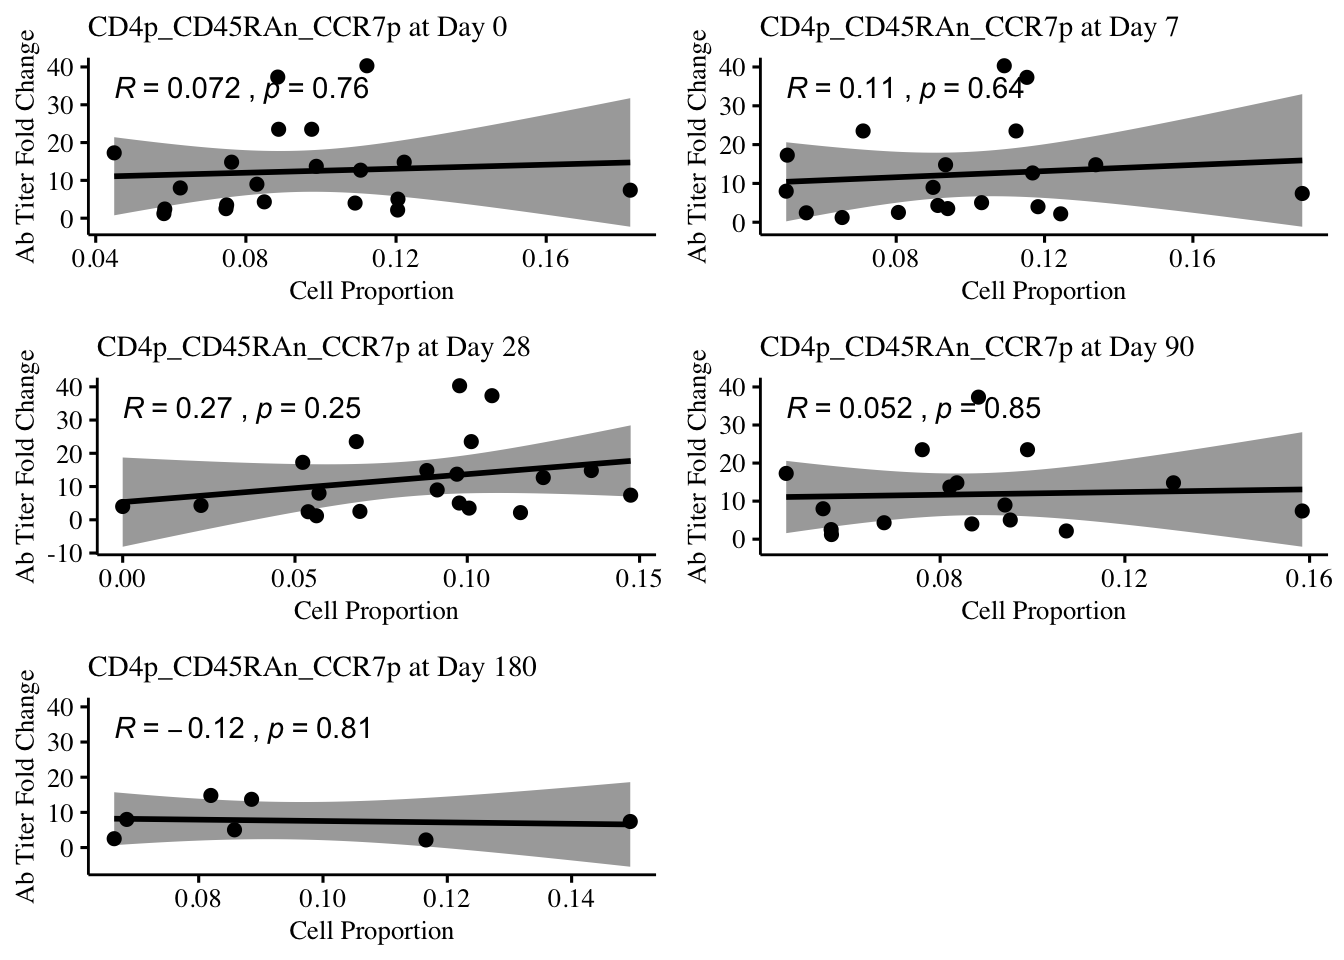 CD4p_CD45RAn_CCR7p at Day 0
Ab Titer Fold Change
40
30
20
10
0
R = 0.072 , p = 0.76
0.04 0.08 0.12 0.16
Cell Proportion
CD4p_CD45RAn_CCR7p at Day 7
Ab Titer Fold Change
40
30
20
10
0
R = 0.11 , p = 0.64
0.08 0.12 0.16
Cell Proportion
CD4p_CD45RAn_CCR7p at Day 28
Ab Titer Fold Change
40
30
20
10
0
-10
R = 0.27 , p = 0.25
0.00 0.05 0.10 0.15
Cell Proportion
CD4p_CD45RAn_CCR7p at Day 90
Ab Titer Fold Change
40
30
20
10
0
R = 0.052 , p = 0.85
0.08 0.12 0.16
Cell Proportion
CD4p_CD45RAn_CCR7p at Day 180
Ab Titer Fold Change
40
30
20
10
0
R = −0.12 , p = 0.81
0.08 0.10 0.12 0.14
Cell Proportion